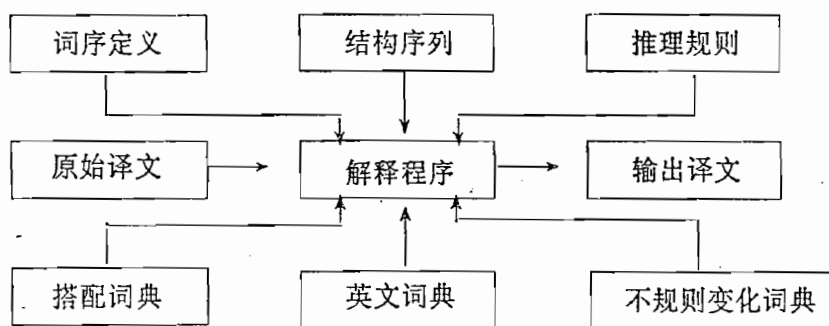 词序定义
结构序列
推理规则
原始译文
解释程序
输出译文
搭配词典
英文词典
不规则变化词典